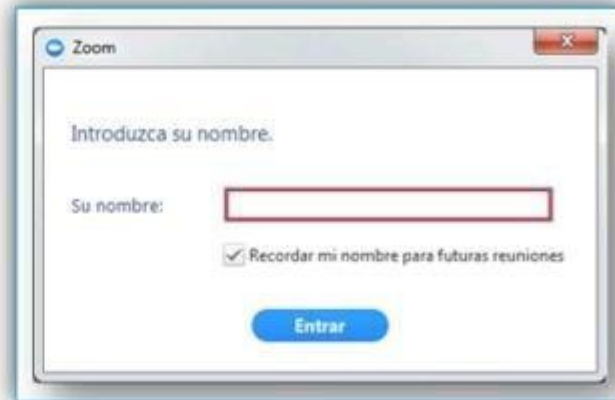 Zoom
Introduzca su nombre.
Su nombre:
Recordar mi nombre para futuras reuniones
Entrar